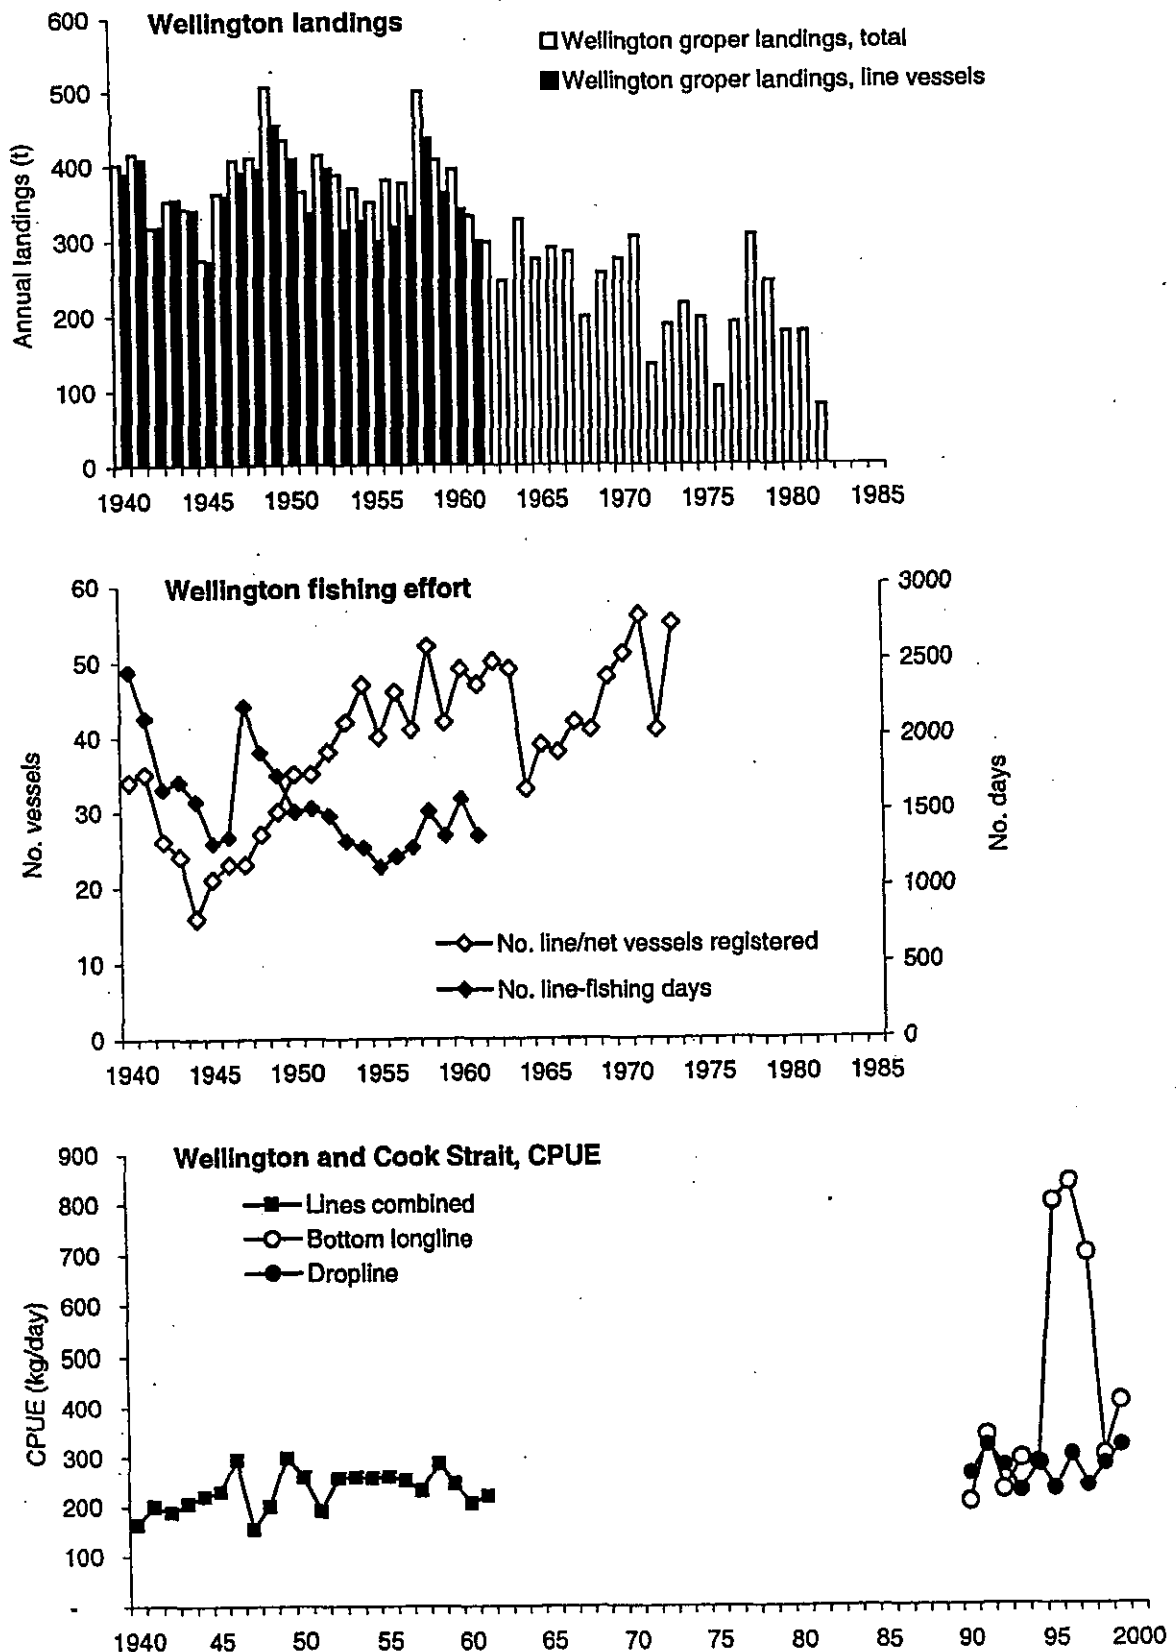 Wellington landings
Wellington groper landings, total
Wellington groper landings, line vessels
Annual landings (t)
600
500
400
300
200
100
0
1940 1945 1950 1955 1960 1965 1970 1975 1980 1985
Wellington fishing effort
No. vessels
60
50
40
30
20
10
0
No. days
3000
2500
2000
1500
1000
500
0
No. line/net vessels registered
No. line-fishing days
1940 1945 1950 1955 1960 1965 1970 1975 1980 1985
Wellington and Cook Strait, CPUE
Lines combined
Bottom longline
Dropline
CPUE (kg/day)
900
800
700
600
500
400
300
200
100
-
1940 45 50 55 60 65 70 75 80 85 90 95 2000